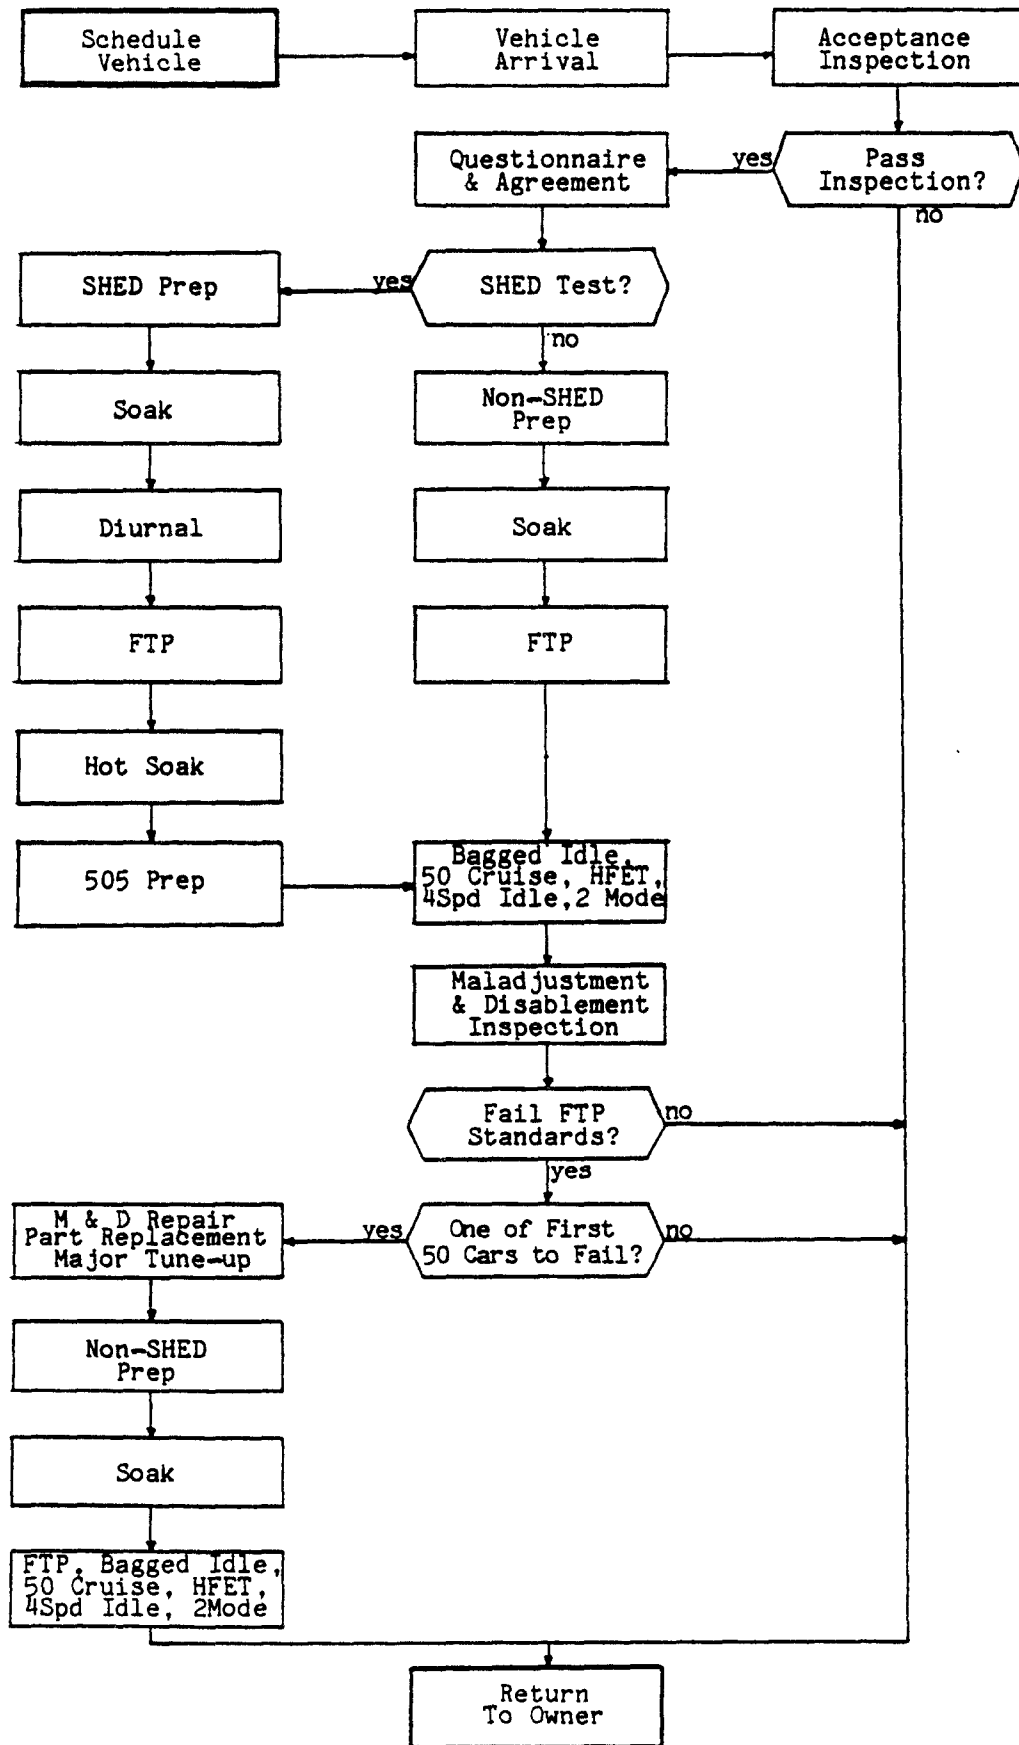 Schedule
Vehicle
Vehicle
Arrival
Acceptance
Inspection
Questionnaire
& Agreement
yes
Pass
Inspection?
no
SHED Prep
yes
SHED Test?
no
Soak
Non-SHED
Prep
Diurnal
Soak
FTP
FTP
Hot Soak
505 Prep
Bagged Idle,
50 Cruise, HFET,
4Spd Idle,2 Mode
Maladjustment
& Disablement
Inspection
Fail FTP
Standards?
no
yes
M & D Repair
Part Replacement
Major Tune-up
yes
One of First
50 Cars to Fail?
no
Non-SHED
Prep
Soak
FTP, Bagged Idle,
50 Cruise, HFET,
4Spd Idle, 2Mode
Return
To Owner